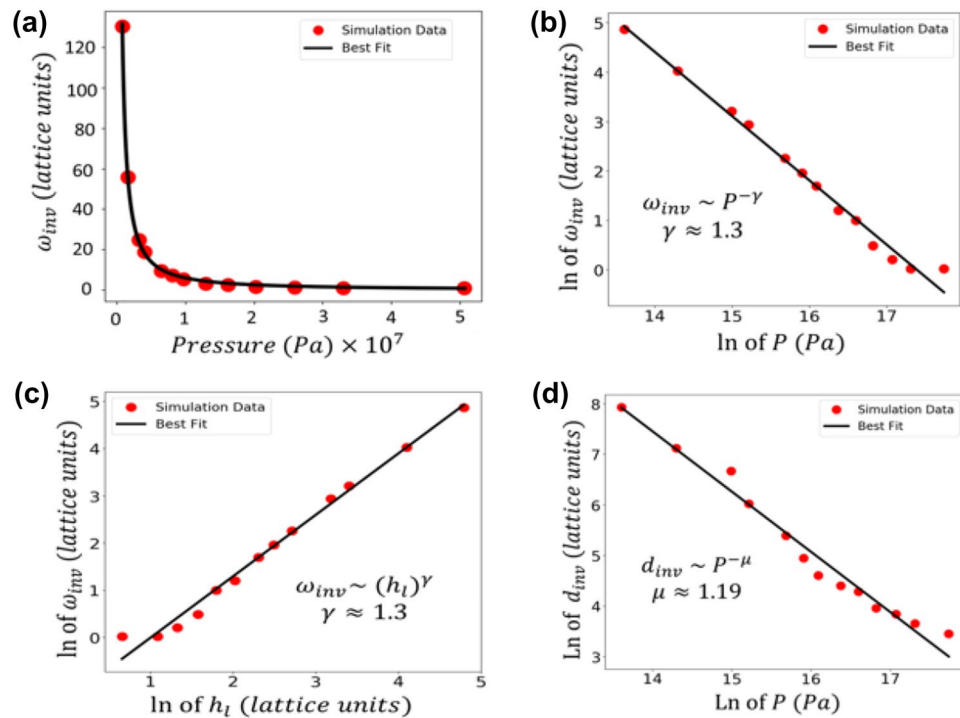 (a)
Simulation Data
Best Fit
120
100
80
60
40
20
0
ω_inv (lattice units)
0 1 2 3 4 5
Pressure (Pa) × 10^7
(b)
Simulation Data
Best Fit
5
4
3
2
1
0
ln of ω_inv (lattice units)
ω_inv ~ P^−γ
γ ≈ 1.3
14 15 16 17
ln of P (Pa)
(c)
Simulation Data
Best Fit
5
4
3
2
1
0
ln of ω_inv (lattice units)
ω_inv ~ (h_l)^γ
γ ≈ 1.3
1 2 3 4 5
ln of h_l (lattice units)
(d)
Simulation Data
Best Fit
8
7
6
5
4
3
Ln of d_inv (lattice units)
d_inv ~ P^−μ
μ ≈ 1.19
14 15 16 17
Ln of P (Pa)